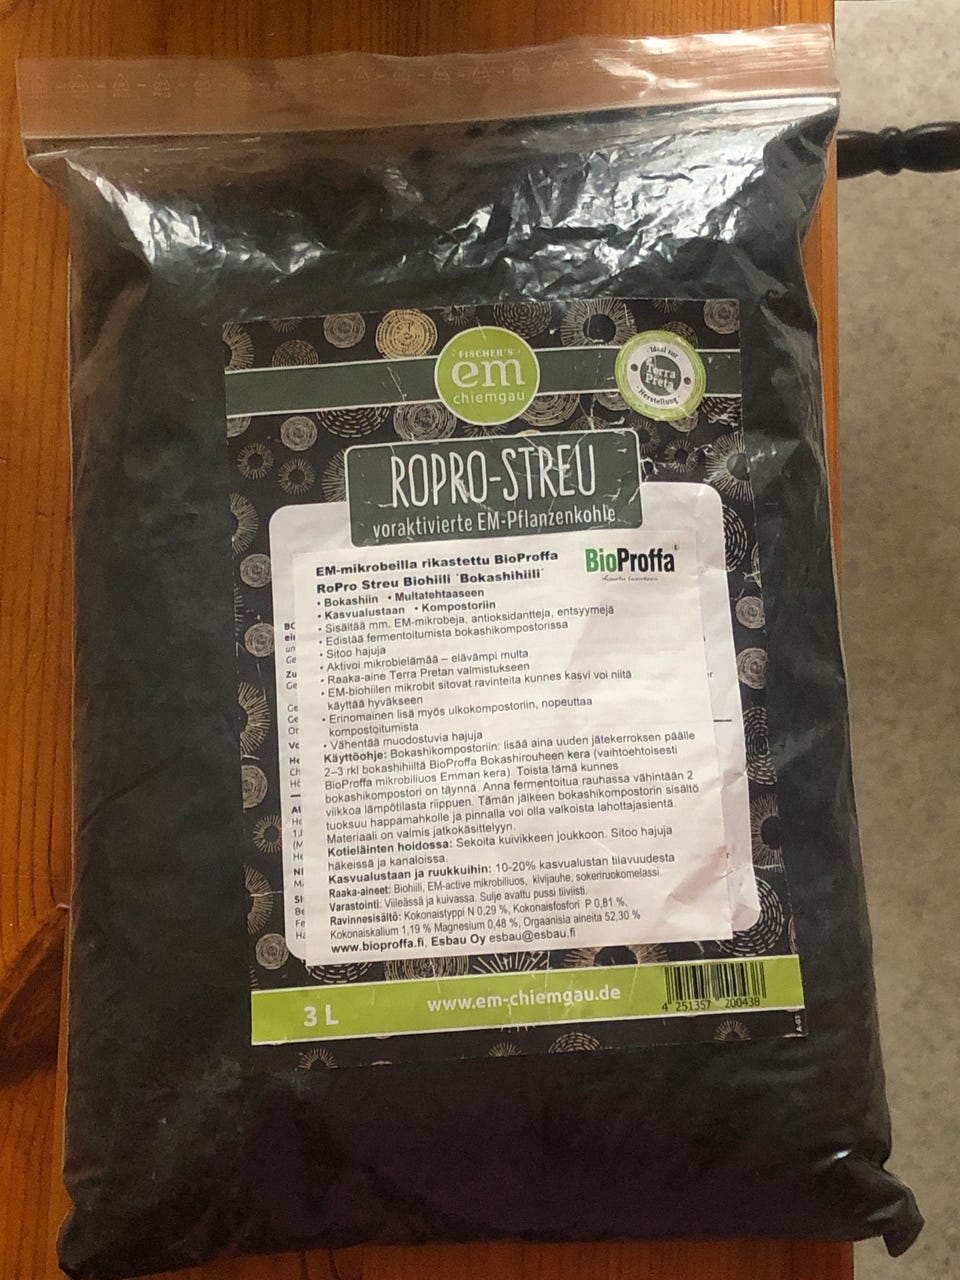 FISCHER'S
em
chiemgau
Ideal zur
Terra
Preta
Herstellung
ROPRO-STREU
voraktivierte EM-Pflanzenkohle
EM-mikrobeilla rikastettu BioProffa
RoPro Streu Biohiili ´Bokashihiili´
BioProffa®
• Bokashiin • Multatehtaaseen
• Kasvualustaan • Kompostoriin
• Sisältää mm. EM-mikrobeja, antioksidantteja, entsyymejä
• Edistää fermentoitumista bokashikompostorissa
• Sitoo hajuja
• Aktivoi mikrobielämää – elävämpi multa
• Raaka-aine Terra Pretan valmistukseen
• EM-biohiilen mikrobit sitovat ravinteita kunnes kasvi voi niitä
käyttää hyväkseen
• Erinomainen lisä myös ulkokompostoriin, nopeuttaa
kompostoitumista
• Vähentää muodostuvia hajuja
Käyttöohje: Bokashikompostoriin: lisää aina uuden jätekerroksen päälle
2–3 rkl bokashihiiltä BioProffa Bokashirouheen kera (vaihtoehtoisesti
BioProffa mikrobiliuos Emman kera). Toista tämä kunnes
bokashikompostori on täynnä. Anna fermentoitua rauhassa vähintään 2
viikkoa lämpötilasta riippuen. Tämän jälkeen bokashikompostorin sisältö
tuoksuu happamahkolle ja pinnalla voi olla valkoista lahottajasientä.
Materiaali on valmis jatkokäsittelyyn.
Kotieläinten hoidossa: Sekoita kuivikkeen joukkoon. Sitoo hajuja
häkeissä ja kanaloissa.
Kasvualustaan ja ruukkuihin: 10-20% kasvualustan tilavuudesta
Raaka-aineet: Biohiili, EM-active mikrobiliuos, kivijauhe, sokeriruokomelassi.
Varastointi: Viileässä ja kuivassa. Sulje avattu pussi tiiviisti.
Ravinnesisältö: Kokonaistyppi N 0,29 %, Kokonaisfosfori P 0,81 %,
Kokonaiskalium 1,19 % Magnesium 0,48 %, Orgaanisia aineita 52,30 %
www.bioproffa.fi, Esbau Oy esbau@esbau.fi
3 L
www.em-chiemgau.de
4 251357 200438